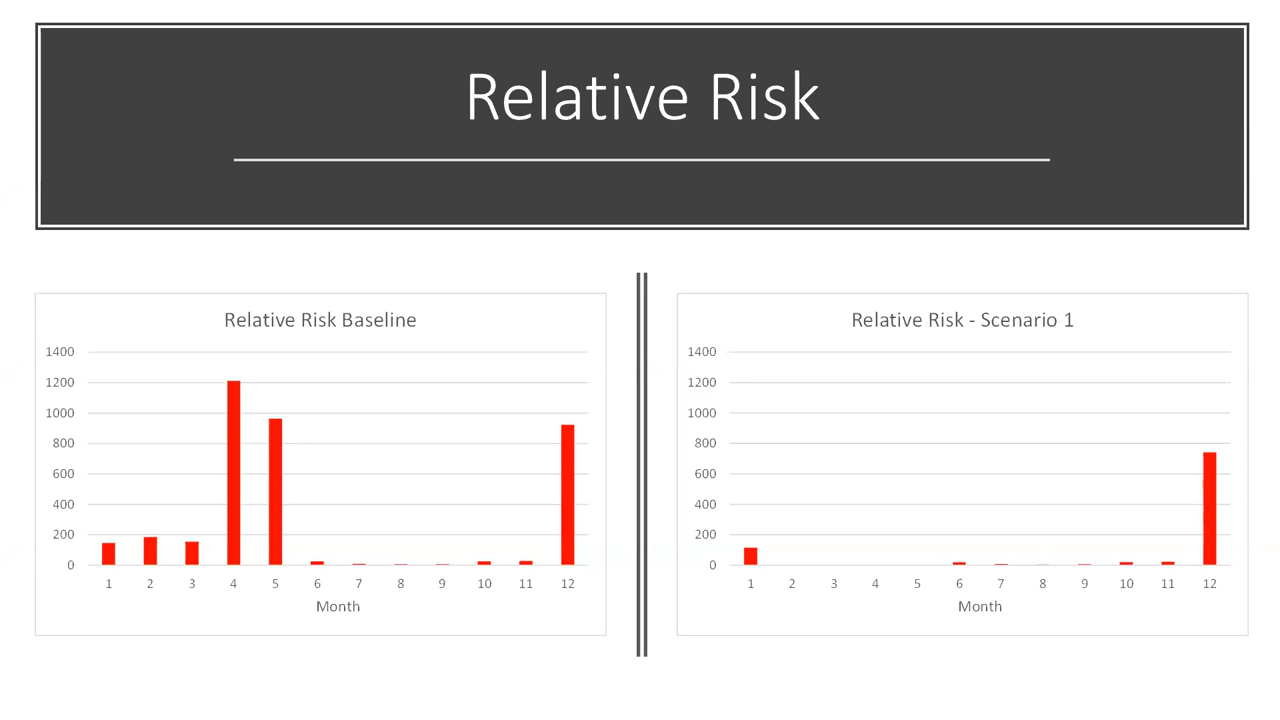 Relative Risk
Relative Risk Baseline
1400
1200
1000
800
600
400
200
0
1 2 3 4 5 6 7 8 9 10 11 12
Month
Relative Risk - Scenario 1
1400
1200
1000
800
600
400
200
0
1 2 3 4 5 6 7 8 9 10 11 12
Month